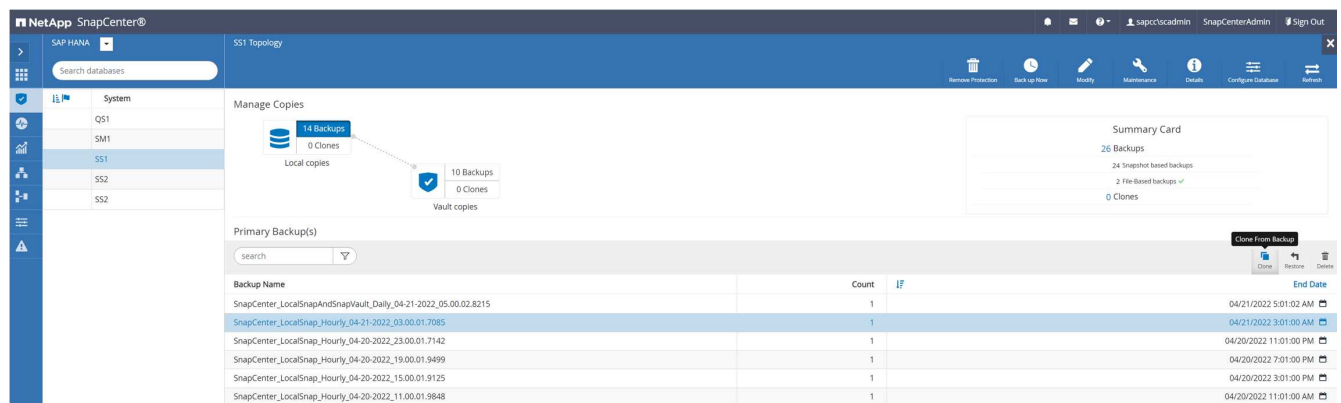 NetApp SnapCenter®
sapcc\scadmin SnapCenterAdmin Sign Out
SAP HANA
SS1 Topology
Search databases
Remove Protection Back up Now Modify Maintenance Details Configure Database Refresh
System
QS1
SM1
SS1
SS2
SS2
Manage Copies
14 Backups
0 Clones
Local copies
10 Backups
0 Clones
Vault copies
Summary Card
26 Backups
24 Snapshot based backups
2 File-Based backups
0 Clones
Primary Backup(s)
search
Clone From Backup
Clone Restore Delete
Backup Name Count End Date
SnapCenter_LocalSnapAndSnapVault_Daily_04-21-2022_05.00.02.8215 1 04/21/2022 5:01:02 AM
SnapCenter_LocalSnap_Hourly_04-21-2022_03.00.01.7085 1 04/21/2022 3:01:00 AM
SnapCenter_LocalSnap_Hourly_04-20-2022_23.00.01.7142 1 04/20/2022 11:01:00 PM
SnapCenter_LocalSnap_Hourly_04-20-2022_19.00.01.9499 1 04/20/2022 7:01:00 PM
SnapCenter_LocalSnap_Hourly_04-20-2022_15.00.01.9125 1 04/20/2022 3:01:00 PM
SnapCenter_LocalSnap_Hourly_04-20-2022_11.00.01.9848 1 04/20/2022 11:01:00 AM